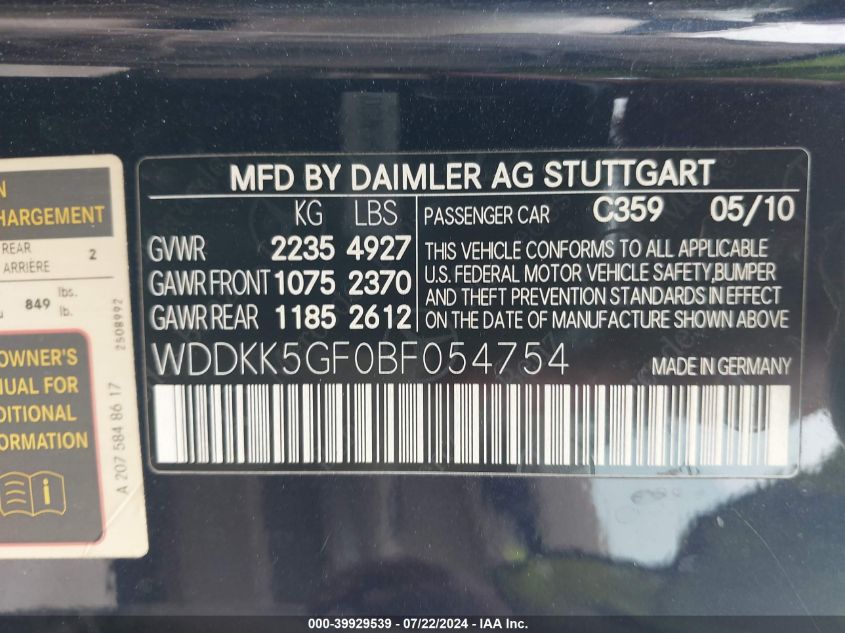 N
HARGEMENT
REAR 2
ARRIÈRE
849 lbs.
lb.
2508992
OWNER'S
NUAL FOR
DITIONAL
FORMATION
A 207 584 86 17
MFD BY DAIMLER AG STUTTGART
KG LBS
GVWR 2235 4927
GAWR FRONT 1075 2370
GAWR REAR 1185 2612
PASSENGER CAR C359 05/10
THIS VEHICLE CONFORMS TO ALL APPLICABLE
U.S. FEDERAL MOTOR VEHICLE SAFETY,BUMPER
AND THEFT PREVENTION STANDARDS IN EFFECT
ON THE DATE OF MANUFACTURE SHOWN ABOVE
WDDKK5GF0BF054754 MADE IN GERMANY
000-39929539 / 07/22/2024 - IAA Inc.